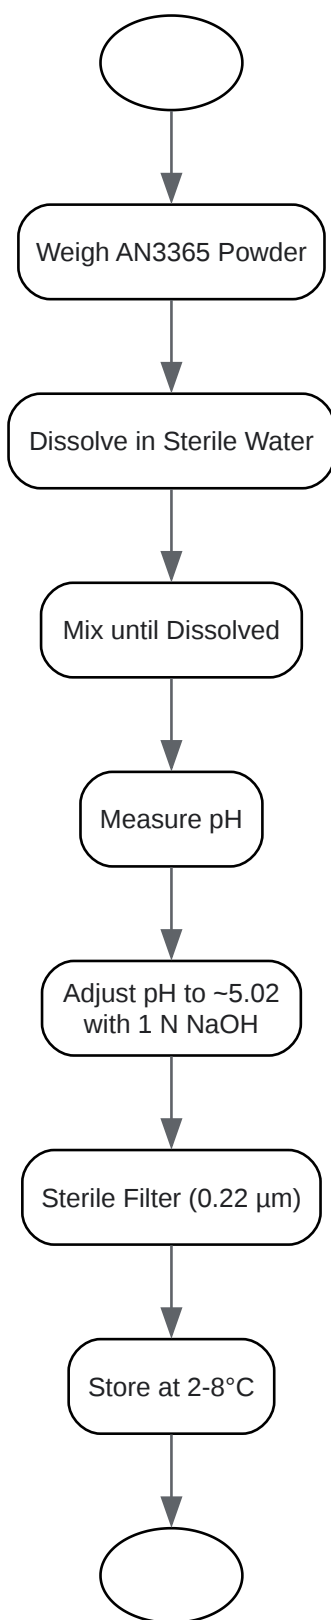 Weigh AN3365 Powder
Dissolve in Sterile Water
Mix until Dissolved
Measure pH
Adjust pH to ~5.02
with 1 N NaOH
Sterile Filter (0.22 µm)
Store at 2-8°C